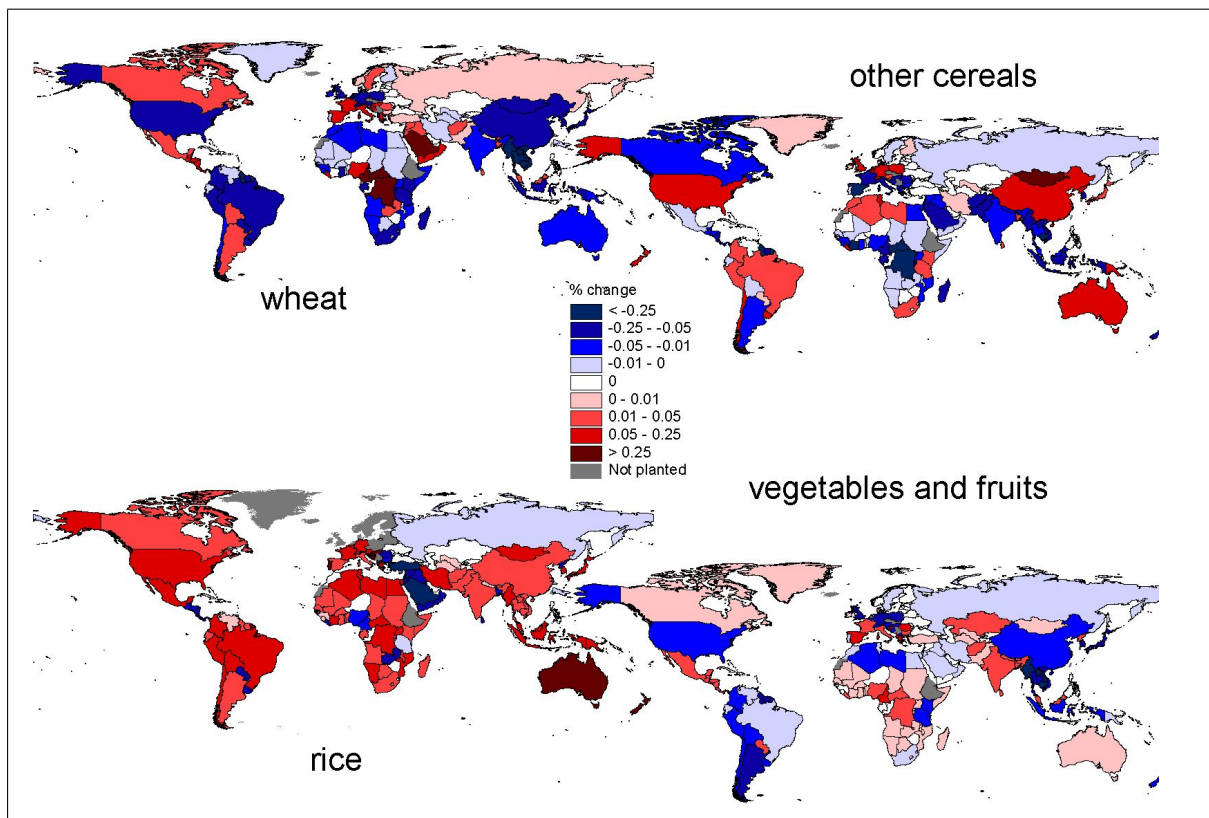 other cereals
wheat
% change
< -0.25
-0.25 - -0.05
-0.05 - -0.01
-0.01 - 0
0
0 - 0.01
0.01 - 0.05
0.05 - 0.25
> 0.25
Not planted
vegetables and fruits
rice